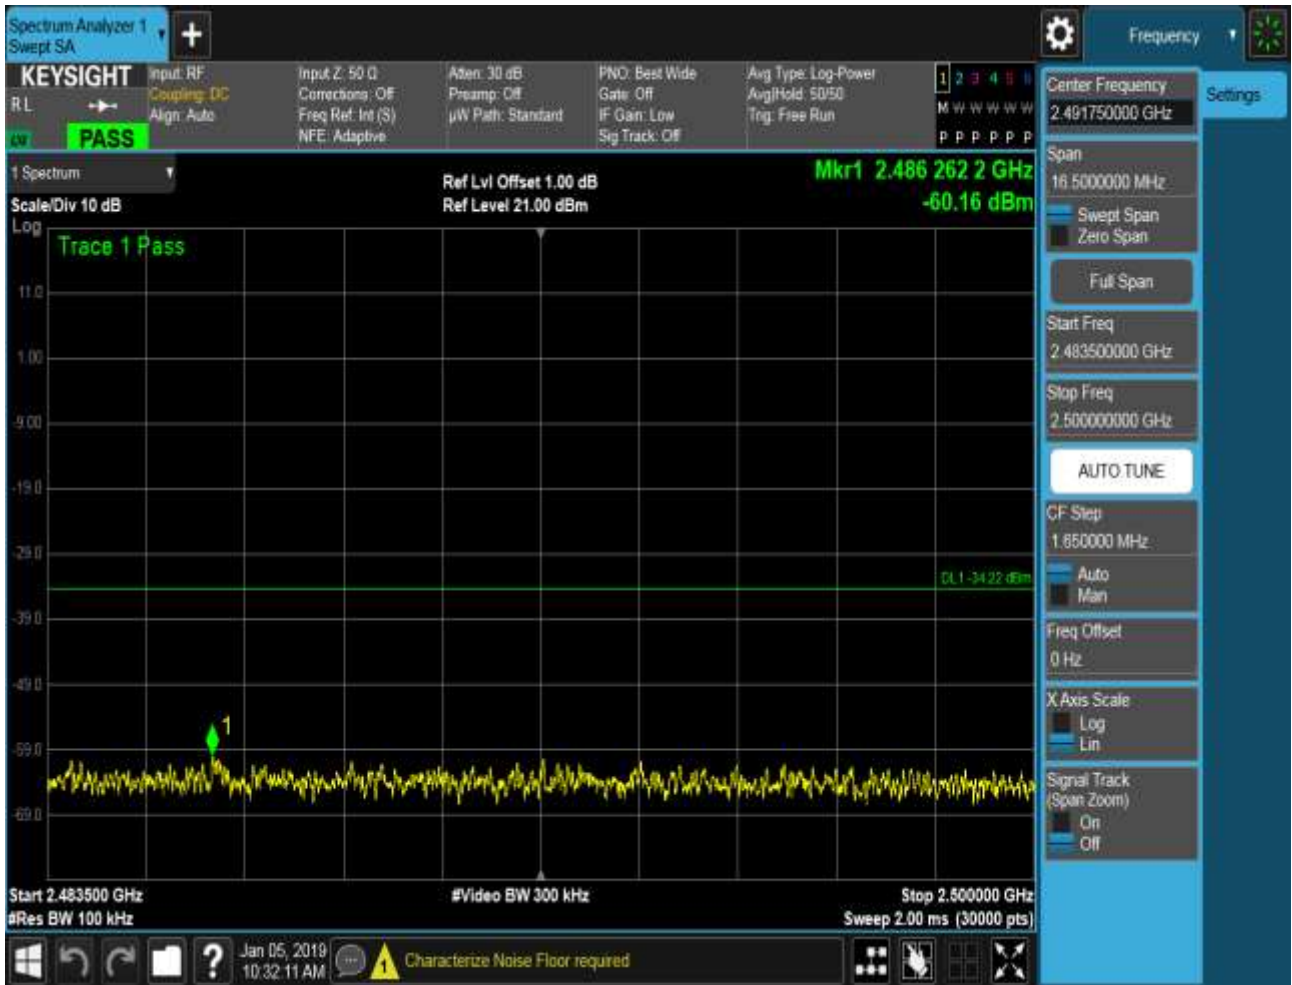 Spectrum Analyzer 1
Swept SA
Frequency
KEYSIGHT
R L
PASS
Input: RF
Coupling: DC
Align: Auto
Input Z: 50 Ω
Corrections: Off
Freq Ref: Int (S)
NFE: Adaptive
Atten: 30 dB
Preamp: Off
µW Path: Standard
PNO: Best Wide
Gate: Off
IF Gain: Low
Sig Track: Off
Avg Type: Log-Power
Avg|Hold: 50/50
Trig: Free Run
1 2 3 4 5 6
M W W W W W
P P P P P P
1 Spectrum
Scale/Div 10 dB
Log
Ref Lvl Offset 1.00 dB
Ref Level 21.00 dBm
Mkr1 2.486 262 2 GHz
-60.16 dBm
Trace 1 Pass
11.0
1.00
-9.00
-19.0
-29.0
DL1 -34.22 dBm
-39.0
-49.0
1
-59.0
-69.0
Start 2.483500 GHz
#Res BW 100 kHz
#Video BW 300 kHz
Stop 2.500000 GHz
Sweep 2.00 ms (30000 pts)
Center Frequency
2.491750000 GHz
Settings
Span
16.5000000 MHz
Swept Span
Zero Span
Full Span
Start Freq
2.483500000 GHz
Stop Freq
2.500000000 GHz
AUTO TUNE
CF Step
1.650000 MHz
Auto
Man
Freq Offset
0 Hz
X Axis Scale
Log
Lin
Signal Track
(Span Zoom)
On
Off
?
Jan 05, 2019
10:32:11 AM
1
Characterize Noise Floor required